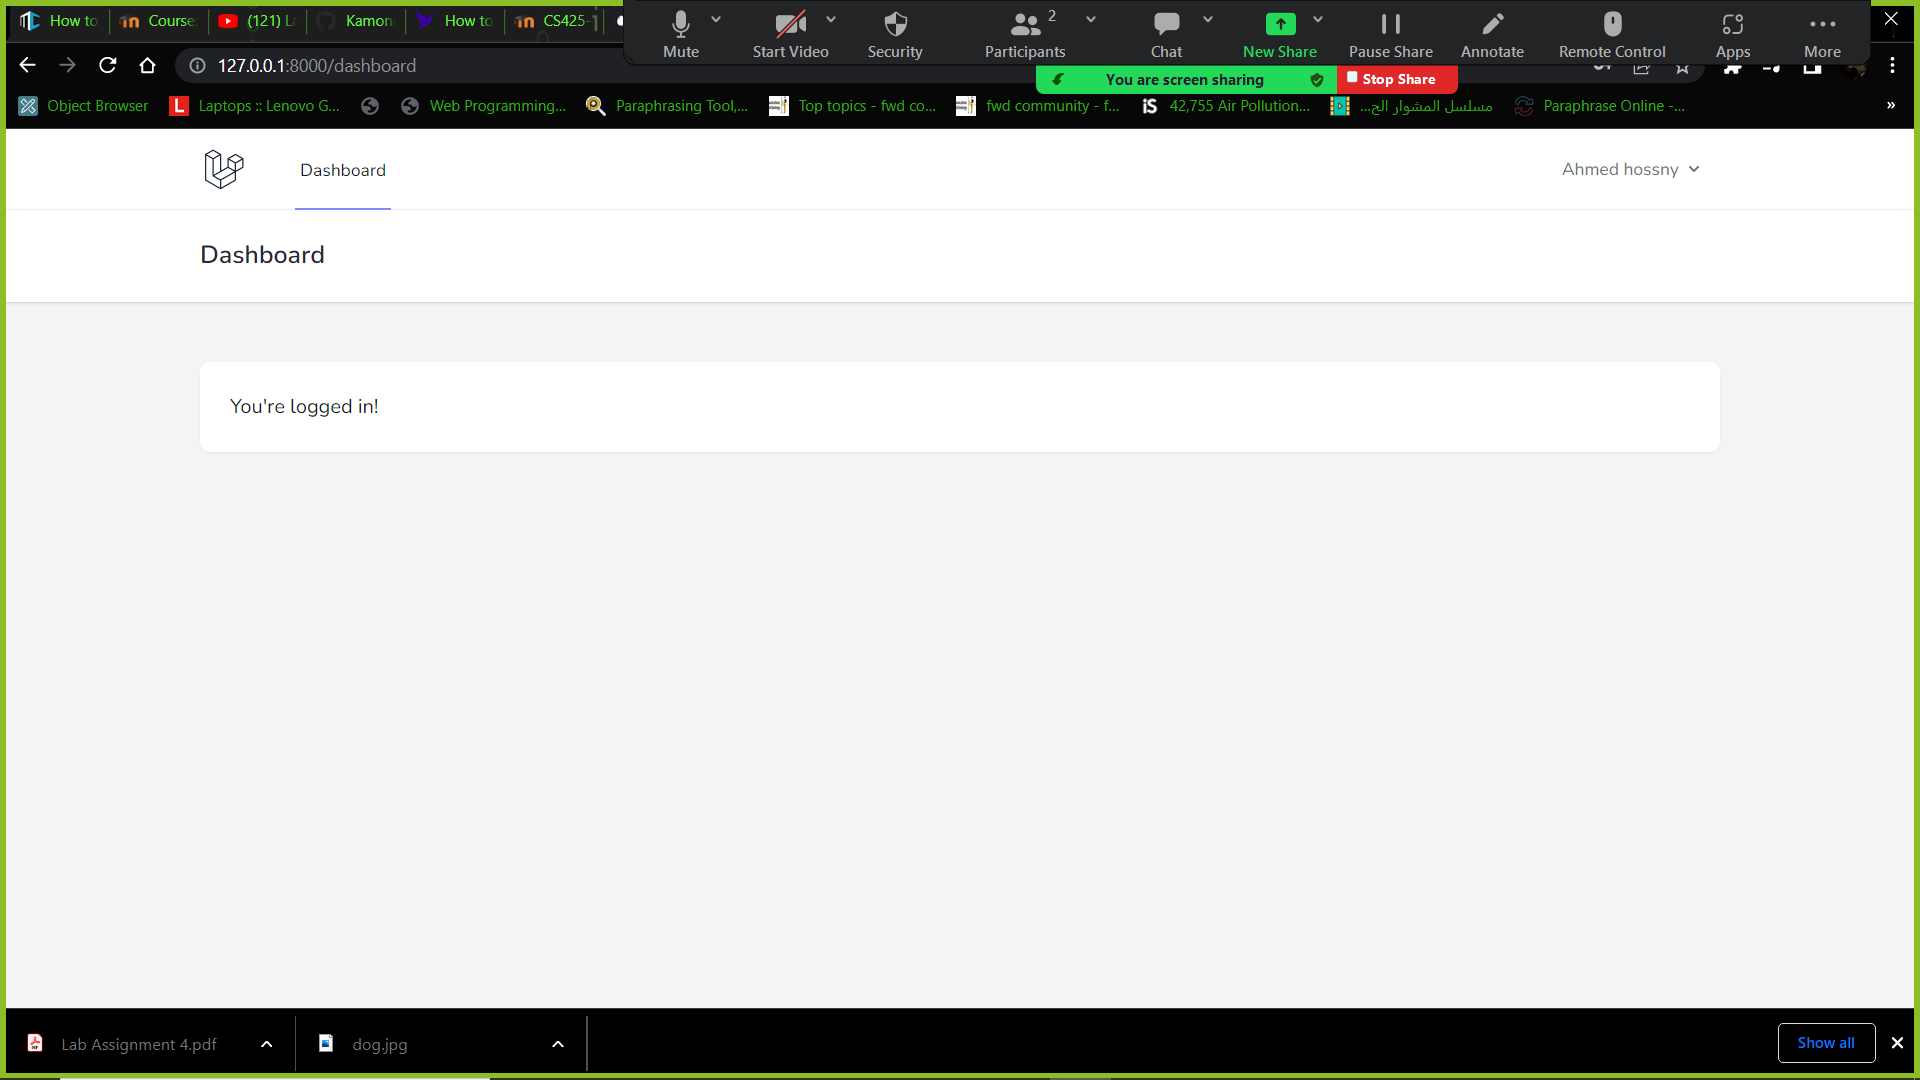 How to
Course
(121) L
Kamon
How to
CS425-
Mute
Start Video
Security
Participants
2
Chat
New Share
Pause Share
Annotate
Remote Control
Apps
More
127.0.0.1:8000/dashboard
You are screen sharing
Stop Share
Object Browser
Laptops :: Lenovo G...
Web Programming...
Paraphrasing Tool,...
Top topics - fwd co...
fwd community - f...
iS
42,755 Air Pollution...
مسلسل المشوار الح...
Paraphrase Online -...
»
Dashboard
Ahmed hossny
Dashboard
You're logged in!
Lab Assignment 4.pdf
dog.jpg
Show all